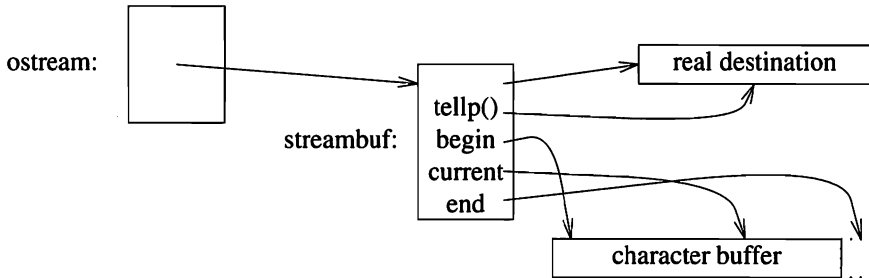 ostream:
real destination
tellp()
streambuf:
begin
current
end
character buffer